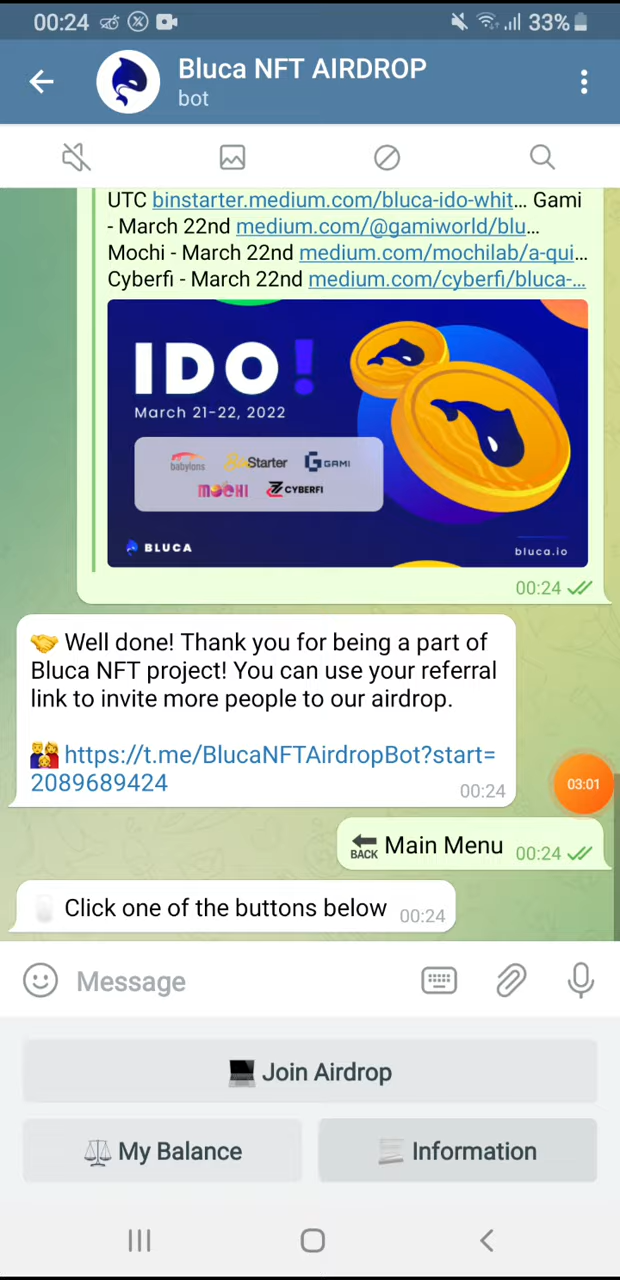 00:24 33%
Bluca NFT AIRDROP
bot
UTC binstarter.medium.com/bluca-ido-whit... Gami
- March 22nd medium.com/@gamiworld/blu...
Mochi - March 22nd medium.com/mochilab/a-qui...
Cyberfi - March 22nd medium.com/cyberfi/bluca-...
IDO!
March 21-22, 2022
babylons BinStarter GAMI
MOCHI CYBERFI
BLUCA bluca.io
00:24
Well done! Thank you for being a part of
Bluca NFT project! You can use your referral
link to invite more people to our airdrop.
https://t.me/BlucaNFTAirdropBot?start=
2089689424
00:24
03:01
BACK Main Menu 00:24
Click one of the buttons below 00:24
Message
Join Airdrop
My Balance Information